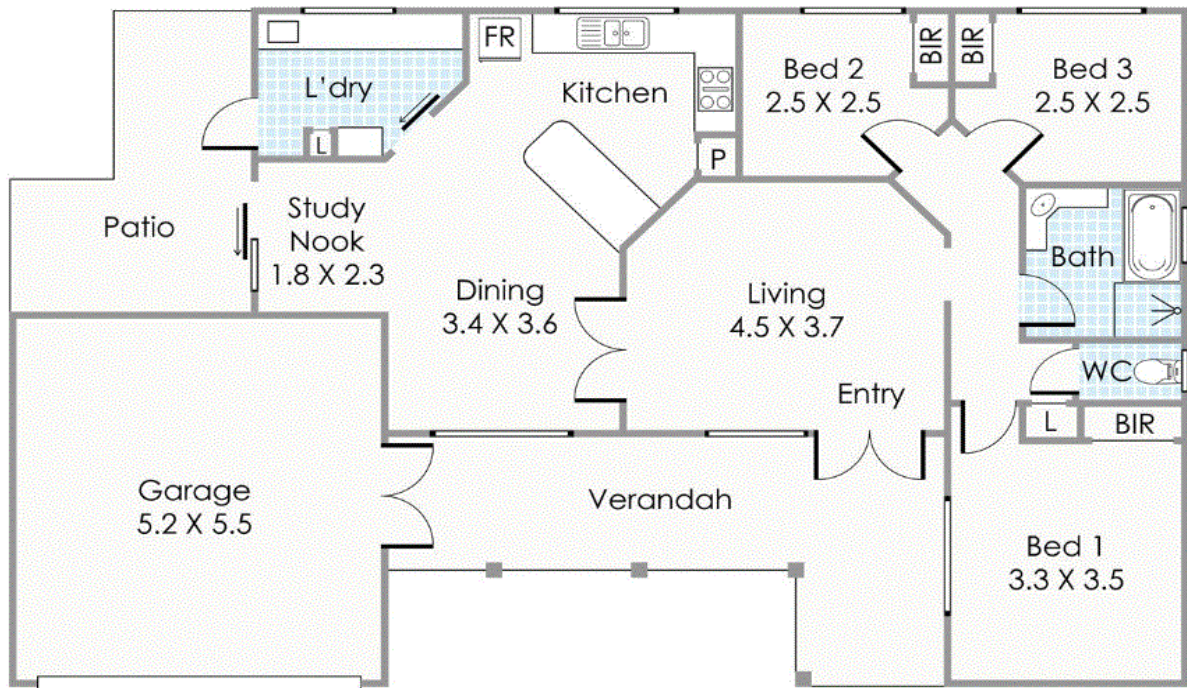 FR
BIR
BIR
Bed 2
2.5 X 2.5
Bed 3
2.5 X 2.5
L'dry
Kitchen
L
P
Patio
Study
Nook
1.8 X 2.3
Dining
3.4 X 3.6
Living
4.5 X 3.7
Bath
WC
Entry
L
BIR
Garage
5.2 X 5.5
Verandah
Bed 1
3.3 X 3.5